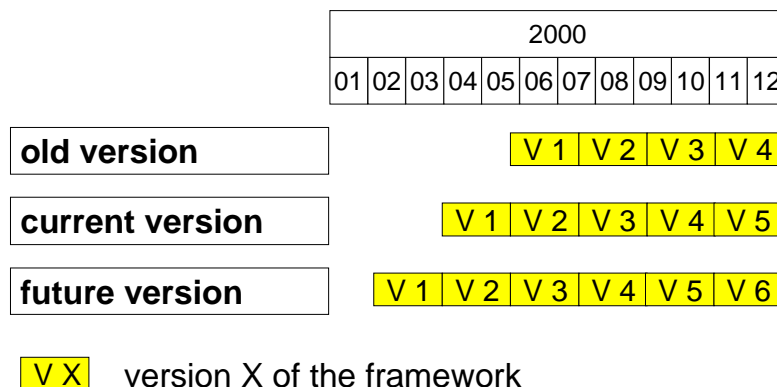 2000
01 02 03 04 05 06 07 08 09 10 11 12
old version V 1 V 2 V 3 V 4
current version V 1 V 2 V 3 V 4 V 5
future version V 1 V 2 V 3 V 4 V 5 V 6
V X version X of the framework